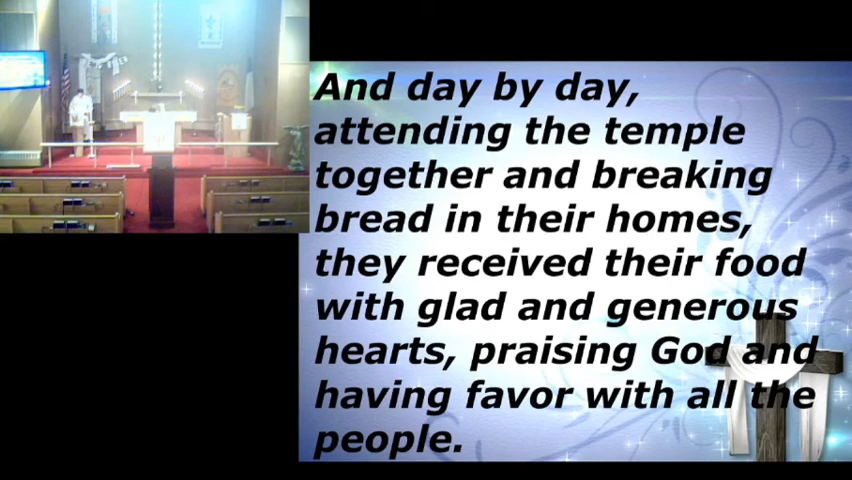 And day by day,
attending the temple
together and breaking
bread in their homes,
they received their food
with glad and generous
hearts, praising God and
having favor with all the
people.